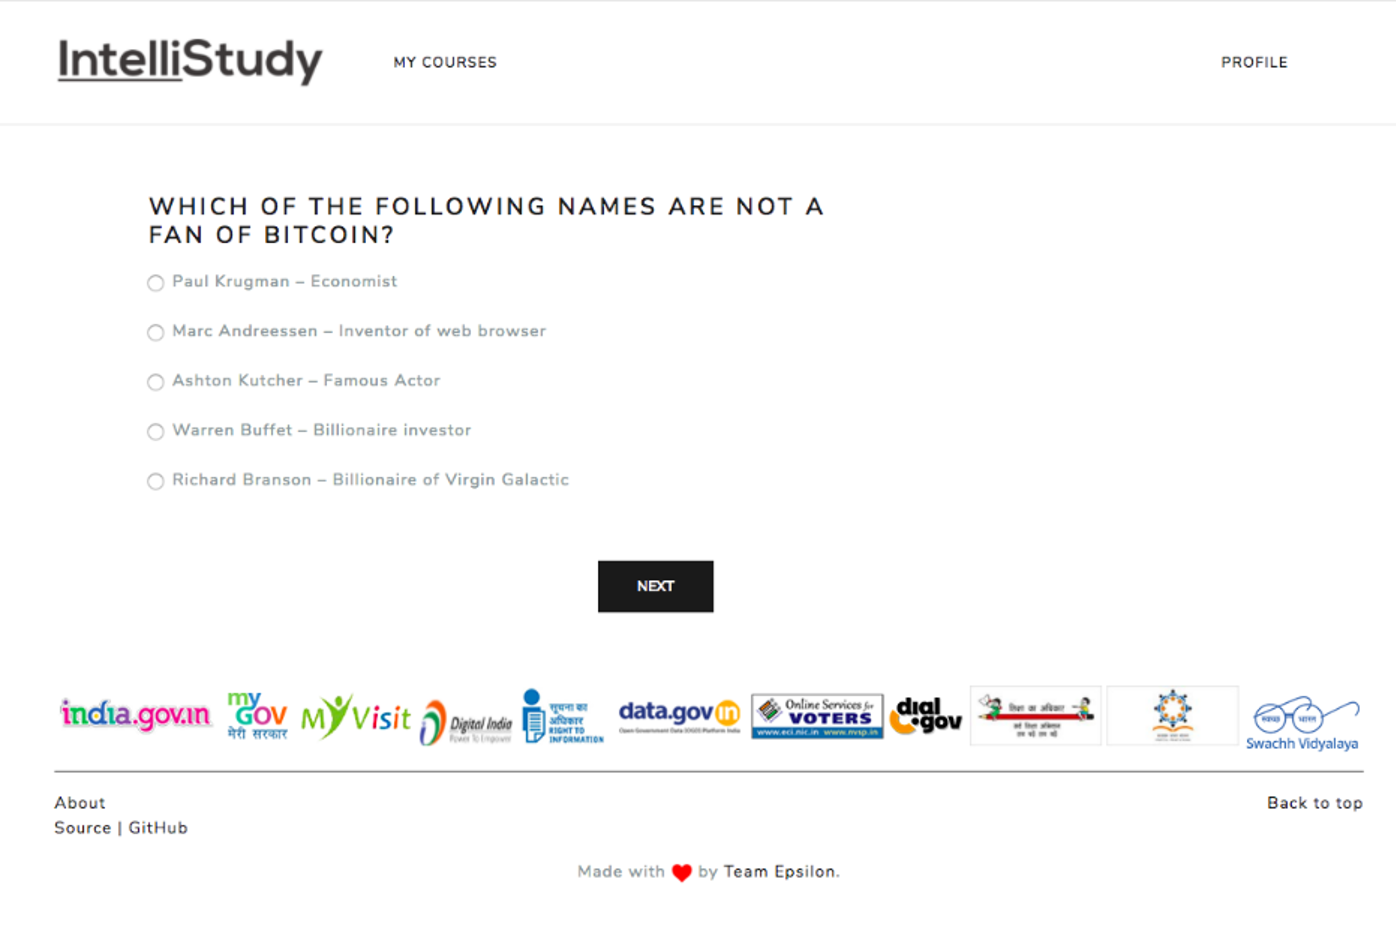 IntelliStudy
MY COURSES
PROFILE
WHICH OF THE FOLLOWING NAMES ARE NOT A
FAN OF BITCOIN?
Paul Krugman – Economist
Marc Andreessen – Inventor of web browser
Ashton Kutcher – Famous Actor
Warren Buffet – Billionaire investor
Richard Branson – Billionaire of Virgin Galactic
NEXT
india.gov.in
my
GOV
मेरी सरकार
MyVisit
Digital India
Power To Empower
सूचना का
अधिकार
RIGHT TO
INFORMATION
data.gov in
Open Government Data (OGD) Platform India
Online Services for
VOTERS
www.eci.nic.in www.nvsp.in
dial
.gov
शिक्षा का अधिकार
स्वच्छ भारत
Swachh Vidyalaya
About
Back to top
Source | GitHub
Made with ❤ by Team Epsilon.